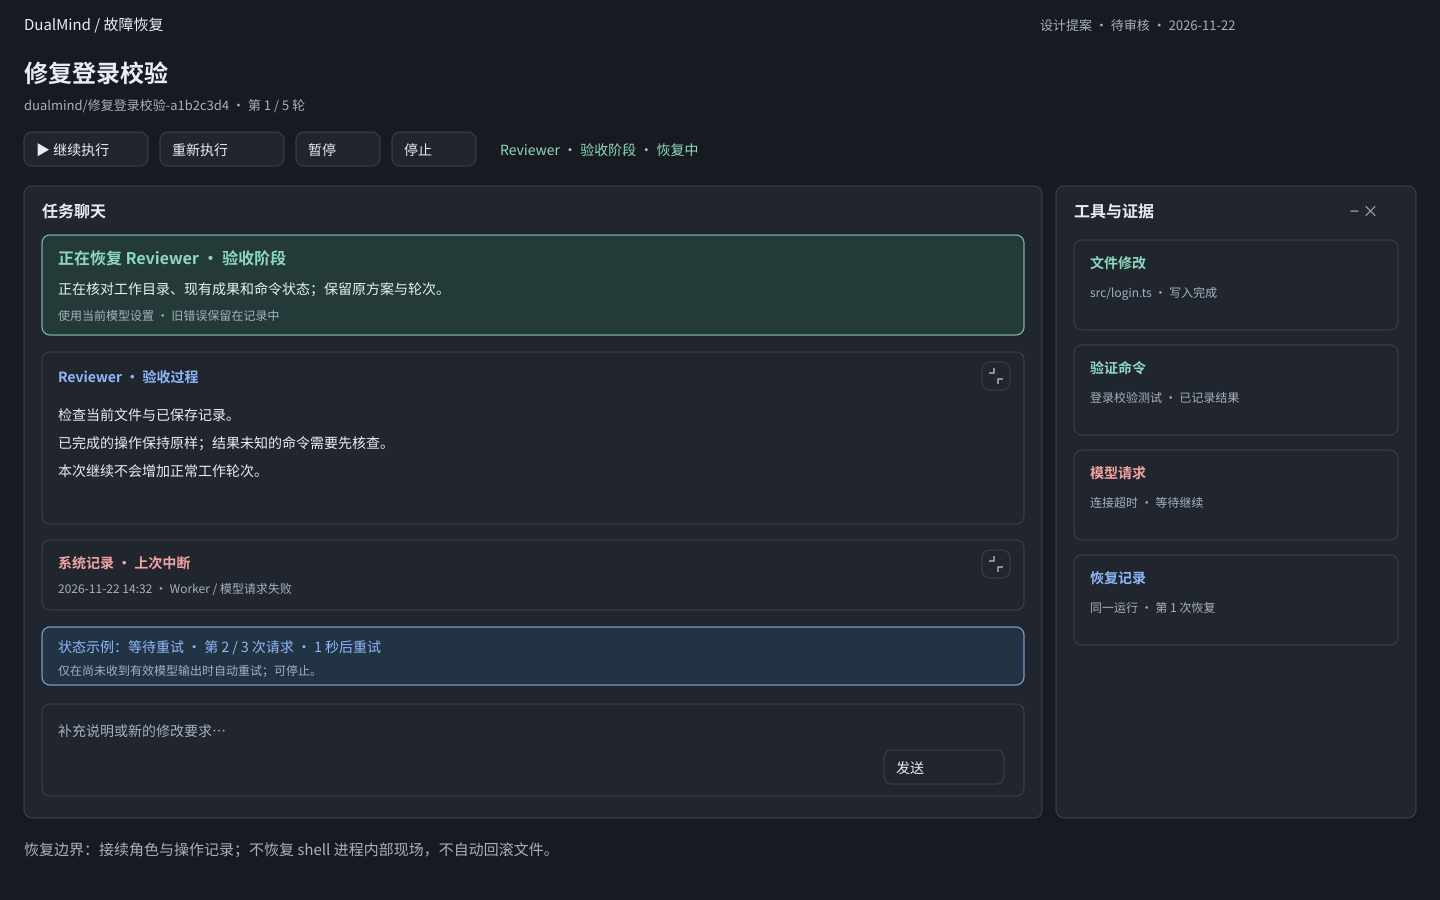 DualMind / 故障恢复
设计提案 · 待审核 · 2026-11-22
修复登录校验
dualmind/修复登录校验-a1b2c3d4 · 第 1 / 5 轮
▶ 继续执行
重新执行
暂停
停止
Reviewer · 验收阶段 · 恢复中
任务聊天
正在恢复 Reviewer · 验收阶段
正在核对工作目录、现有成果和命令状态；保留原方案与轮次。
使用当前模型设置 · 旧错误保留在记录中
Reviewer · 验收过程
检查当前文件与已保存记录。
已完成的操作保持原样；结果未知的命令需要先核查。
本次继续不会增加正常工作轮次。
系统记录 · 上次中断
2026-11-22 14:32 · Worker / 模型请求失败
状态示例：等待重试 · 第 2 / 3 次请求 · 1 秒后重试
仅在尚未收到有效模型输出时自动重试；可停止。
补充说明或新的修改要求…
发送
工具与证据
文件修改
src/login.ts · 写入完成
验证命令
登录校验测试 · 已记录结果
模型请求
连接超时 · 等待继续
恢复记录
同一运行 · 第 1 次恢复
恢复边界：接续角色与操作记录；不恢复 shell 进程内部现场，不自动回滚文件。